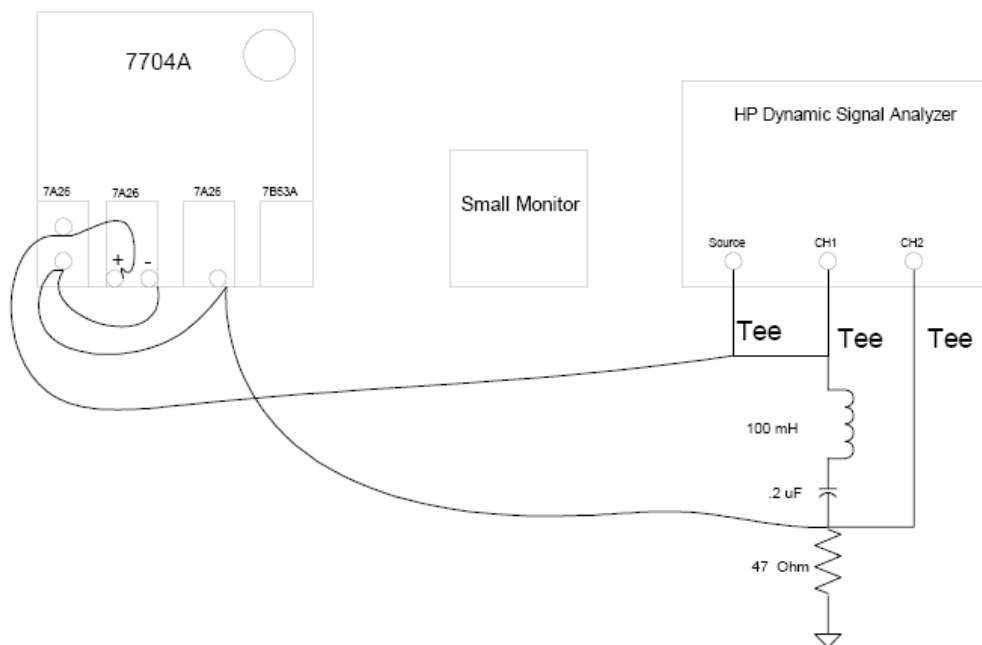 7704A
HP Dynamic Signal Analyzer
7A26
7A26
7A26
7B53A
Small Monitor
Source
CH1
CH2
+
-
Tee
Tee
Tee
100 mH
.2 uF
47 Ohm